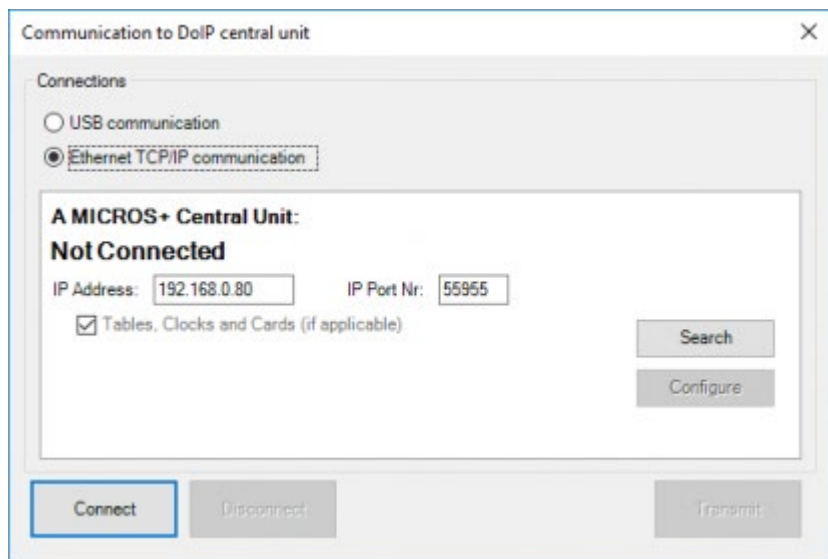 Communication to DoIP central unit
Connections
USB communication
Ethernet TCP/IP communication
A MICROS+ Central Unit:
Not Connected
IP Address: 192.168.0.80 IP Port Nr: 55955
Tables, Clocks and Cards (if applicable)
Search
Configure
Connect Disconnect Transmit